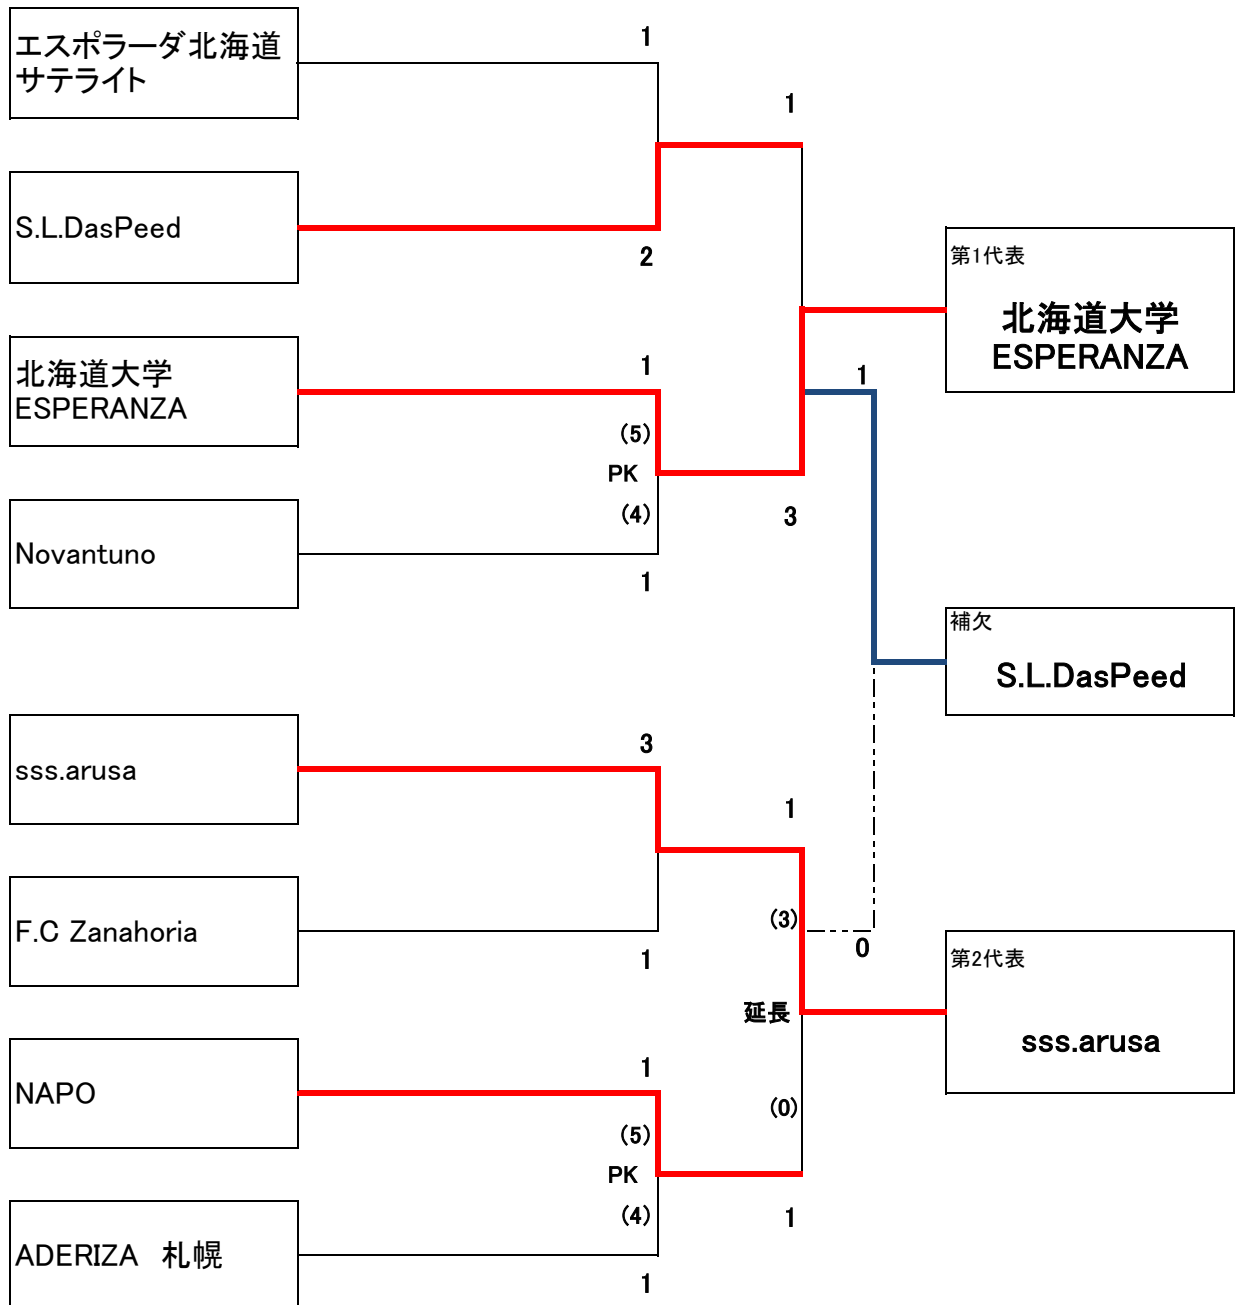 エスポラーダ北海道
サテライト
1
1
S.L.DasPeed
2
第1代表
北海道大学
ESPERANZA
北海道大学
ESPERANZA
1
(5)
PK
(4)
1
3
Novantuno
1
補欠
S.L.DasPeed
sss.arusa
3
1
F.C Zanahoria
1
(3)
0
延長
(0)
第2代表
sss.arusa
NAPO
1
(5)
PK
(4)
1
ADERIZA　札幌
1